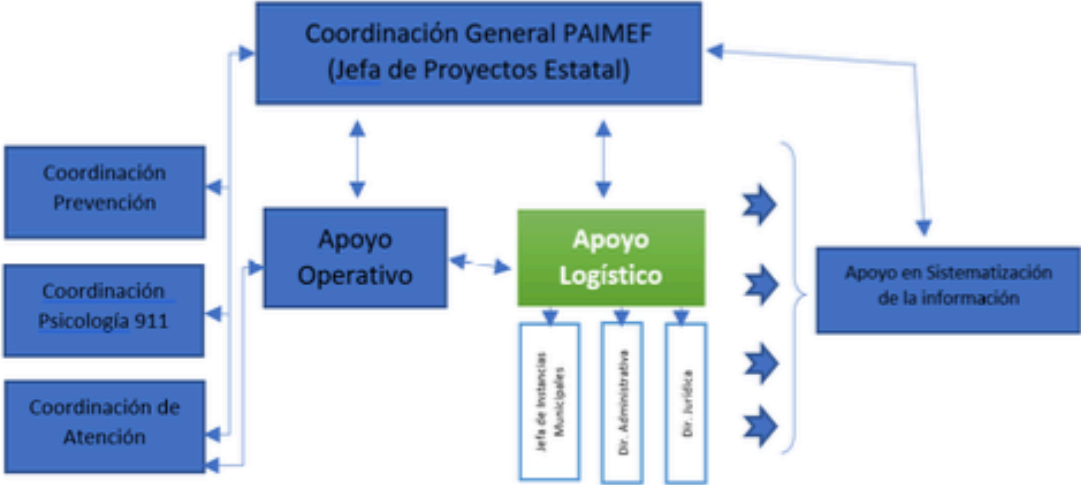 Coordinación General PAIMEF
(Jefa de Proyectos Estatal)
Coordinación
Prevención
Coordinación
Psicología 911
Coordinación de
Atención
Apoyo
Operativo
Apoyo
Logístico
Jefa de Instancias
Municipales
Dir. Administrativa
Dir. Jurídica
Apoyo en Sistematización
de la información